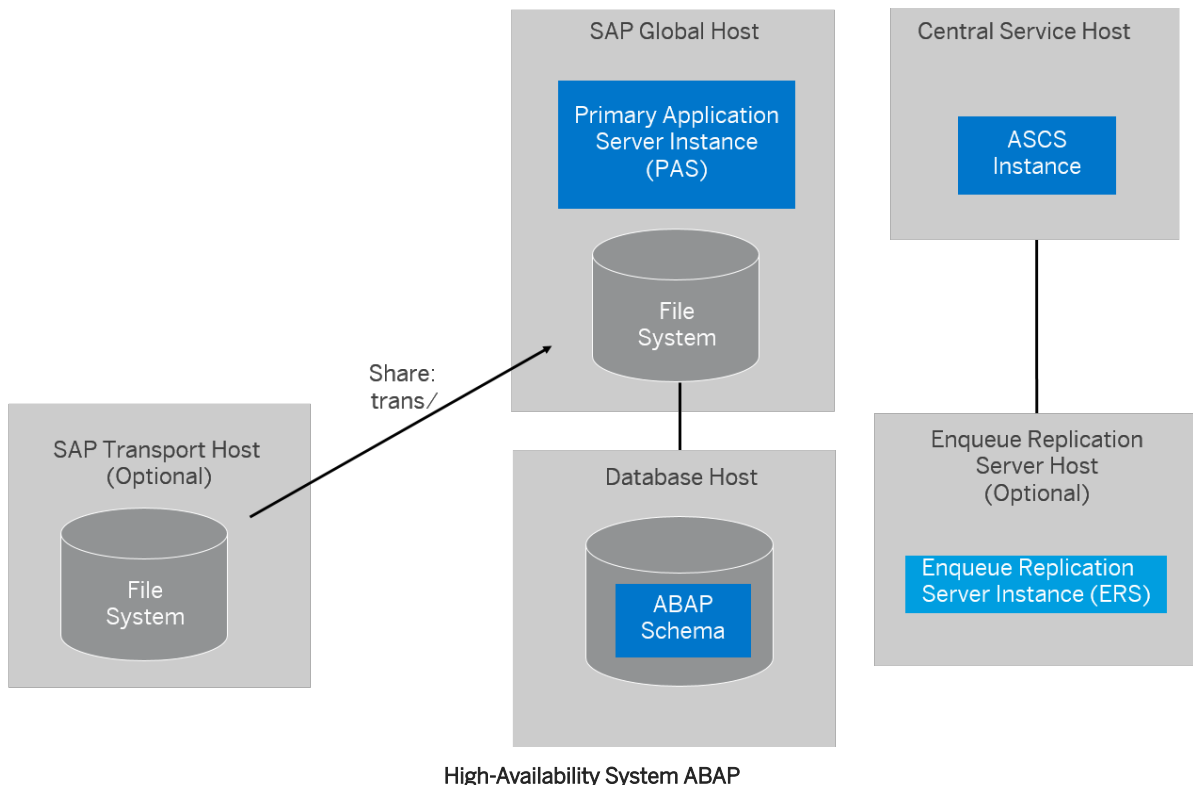 SAP Global Host
Primary Application
Server Instance
(PAS)
File
System
Central Service Host
ASCS
Instance
Share:
trans/
SAP Transport Host
(Optional)
File
System
Database Host
ABAP
Schema
Enqueue Replication
Server Host
(Optional)
Enqueue Replication
Server Instance (ERS)
High-Availability System ABAP